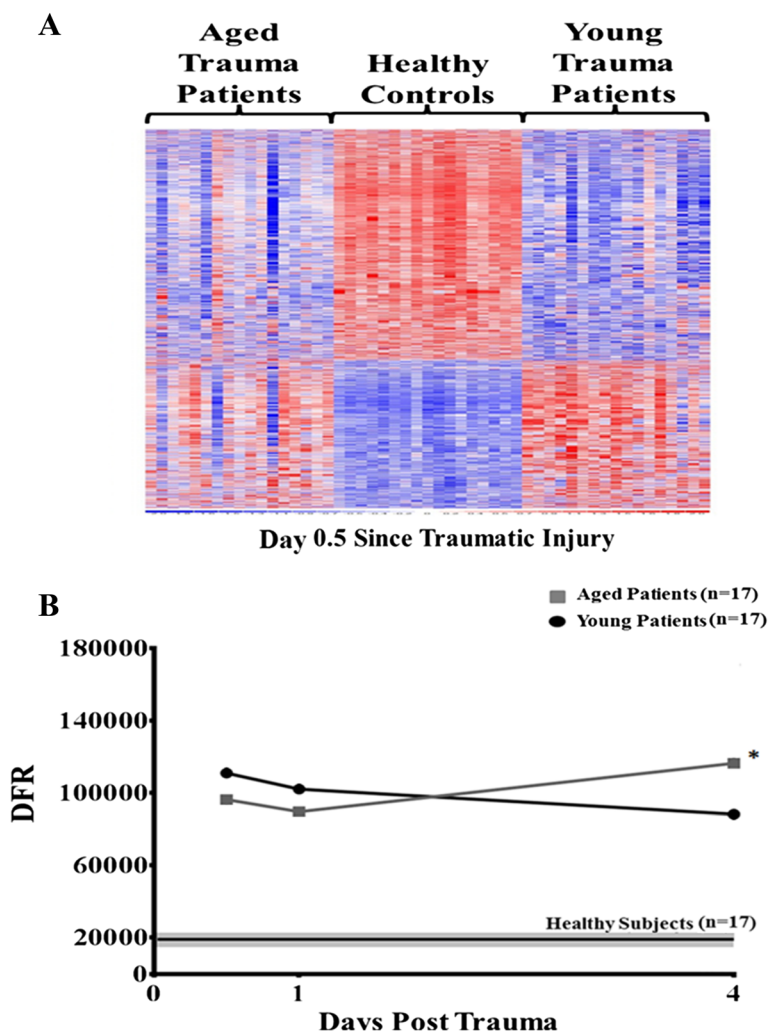 A
Aged
Trauma
Patients
Healthy
Controls
Young
Trauma
Patients
Day 0.5 Since Traumatic Injury
B
Aged Patients (n=17)
Young Patients (n=17)
180000
140000
100000
60000
20000
0
DFR
*
Healthy Subjects (n=17)
0
1
4
Days Post Trauma